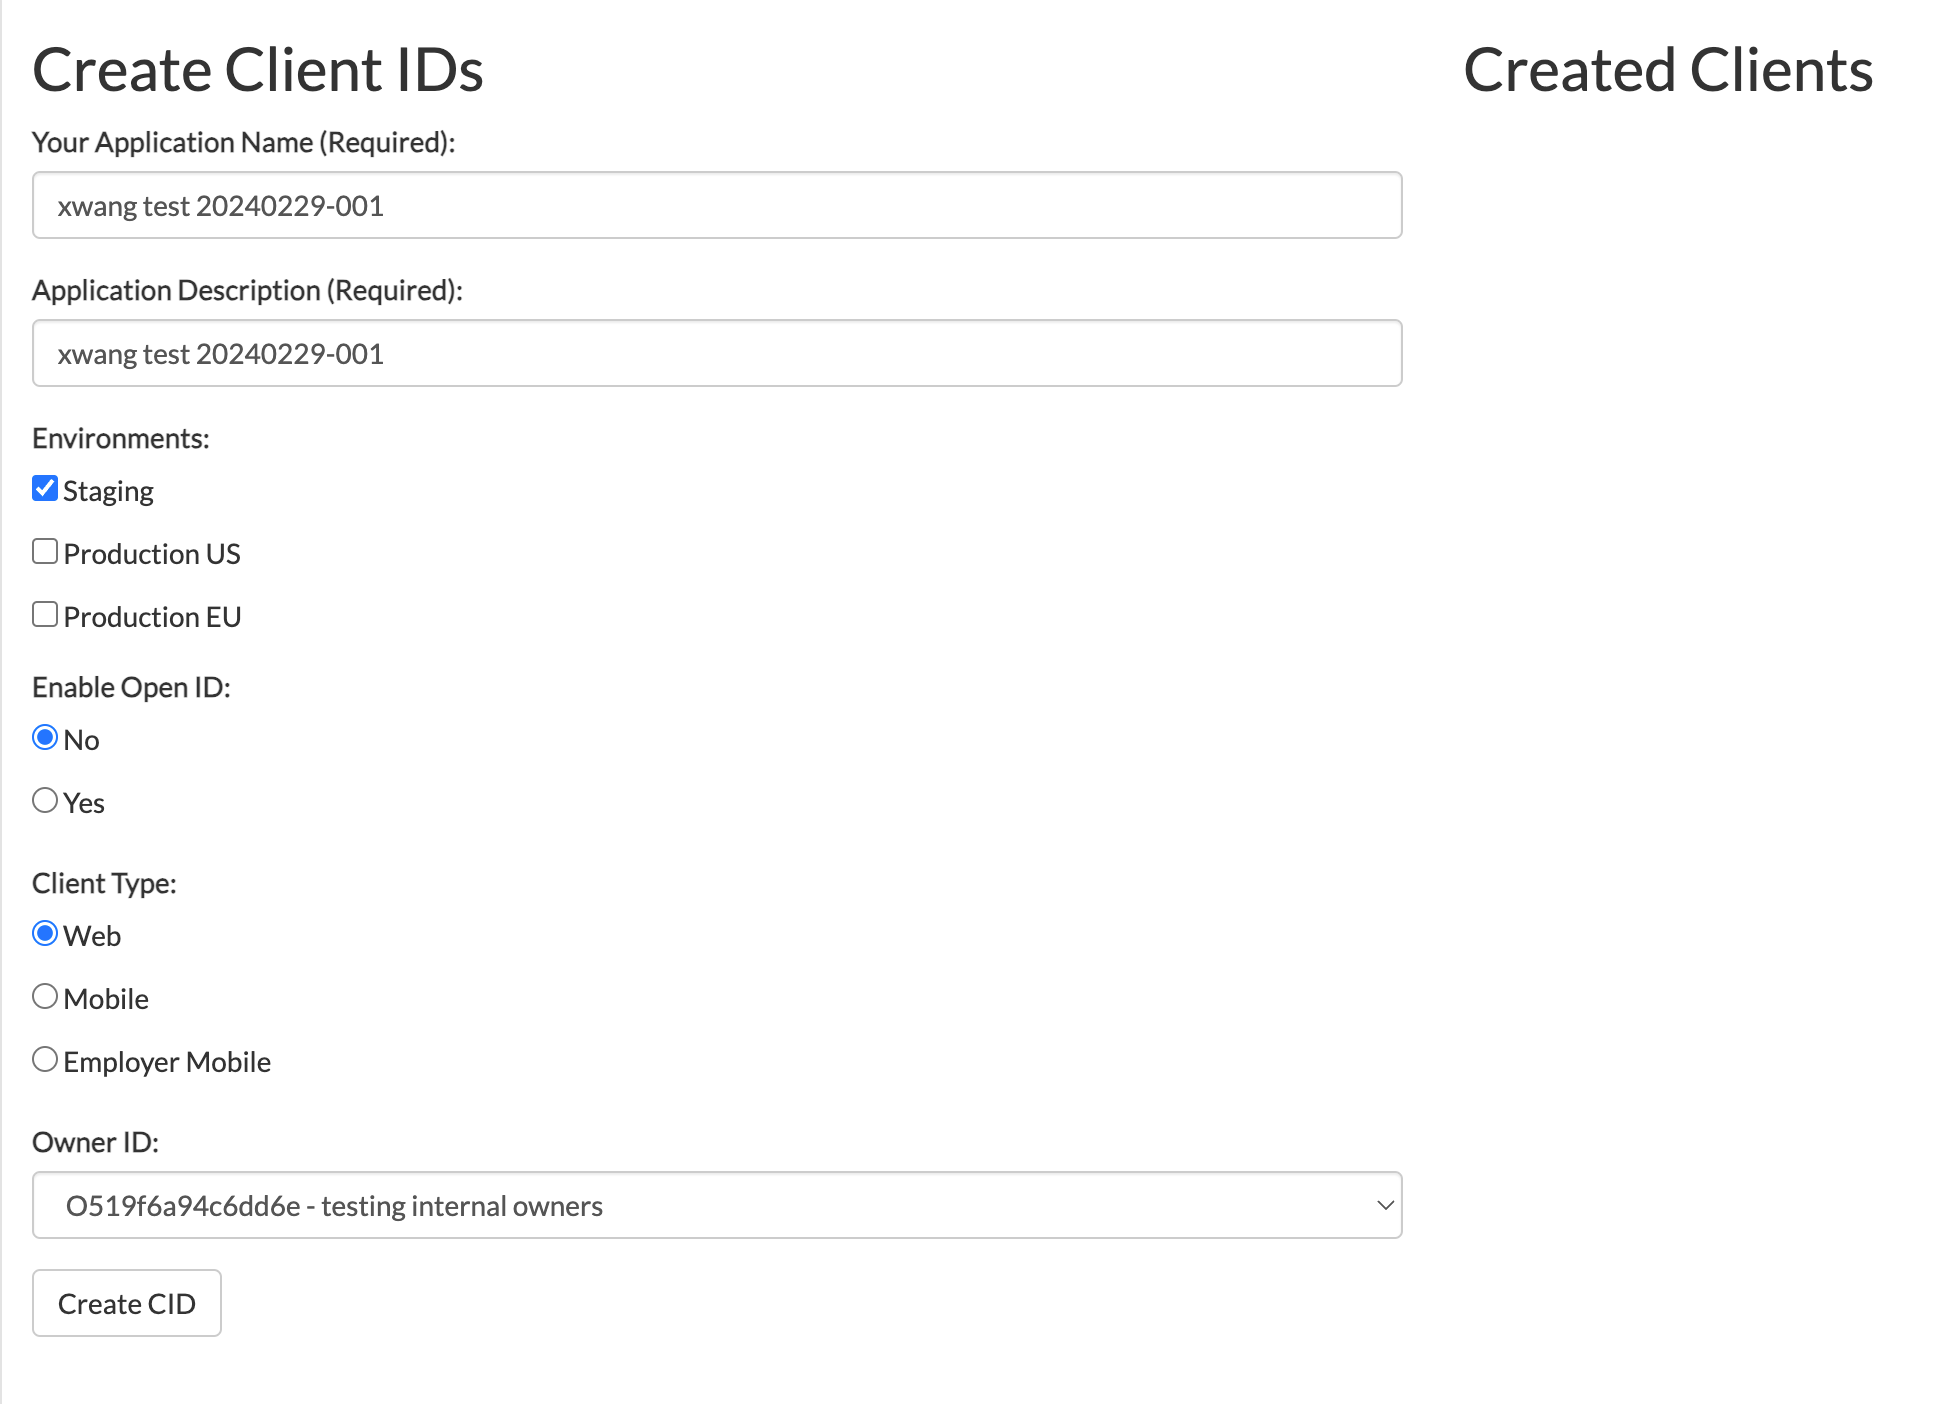 Create Client IDs
Created Clients
Your Application Name (Required):
xwang test 20240229-001
Application Description (Required):
xwang test 20240229-001
Environments:
Staging
Production US
Production EU
Enable Open ID:
No
Yes
Client Type:
Web
Mobile
Employer Mobile
Owner ID:
O519f6a94c6dd6e - testing internal owners
Create CID